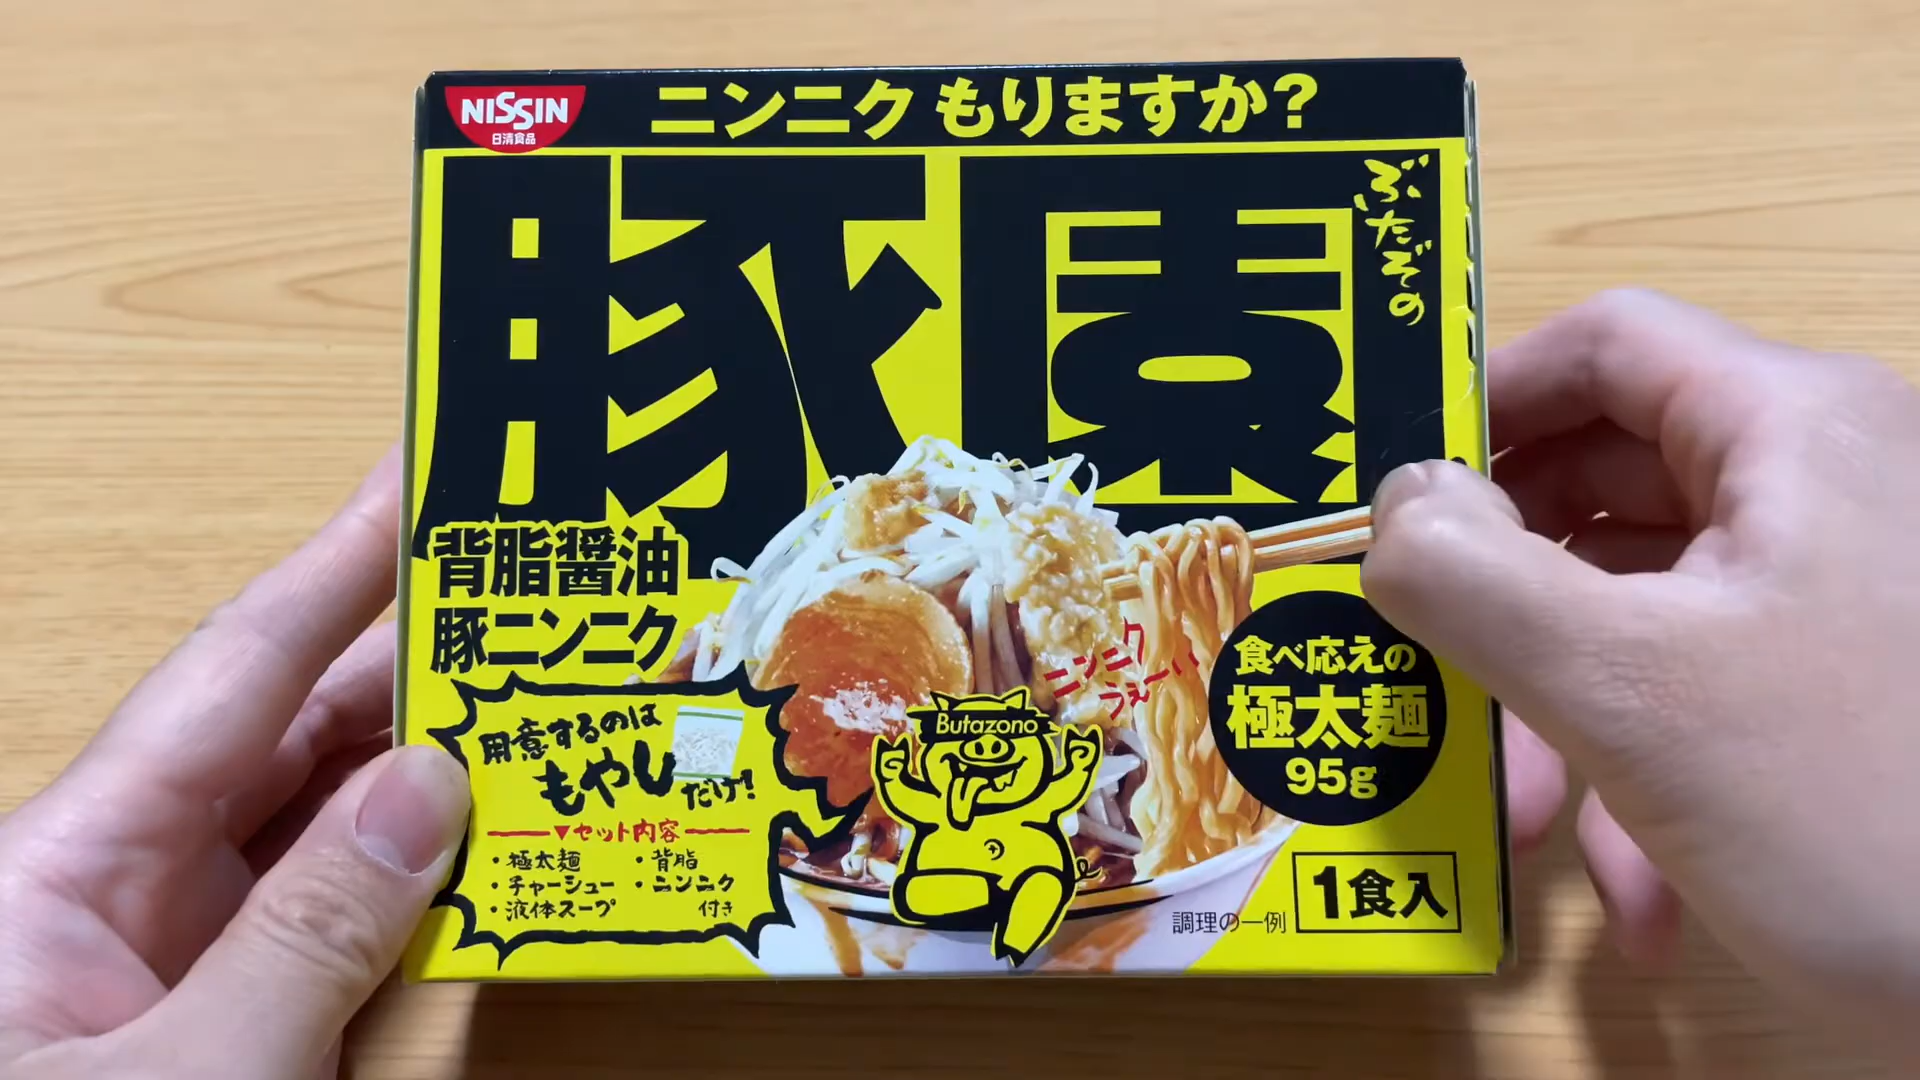 NISSIN
日清食品
ニンニク もりますか?
豚園
ぶたぞの
背脂醤油
豚ニンニク
用意するのは
もやし
だけ!
▼セット内容
・極太麺
・チャーシュー
・液体スープ
・背脂
・ニンニク
付き
ニンニク
うぇーい
Butazono
食べ応えの
極太麺
95g
調理の一例
1食入